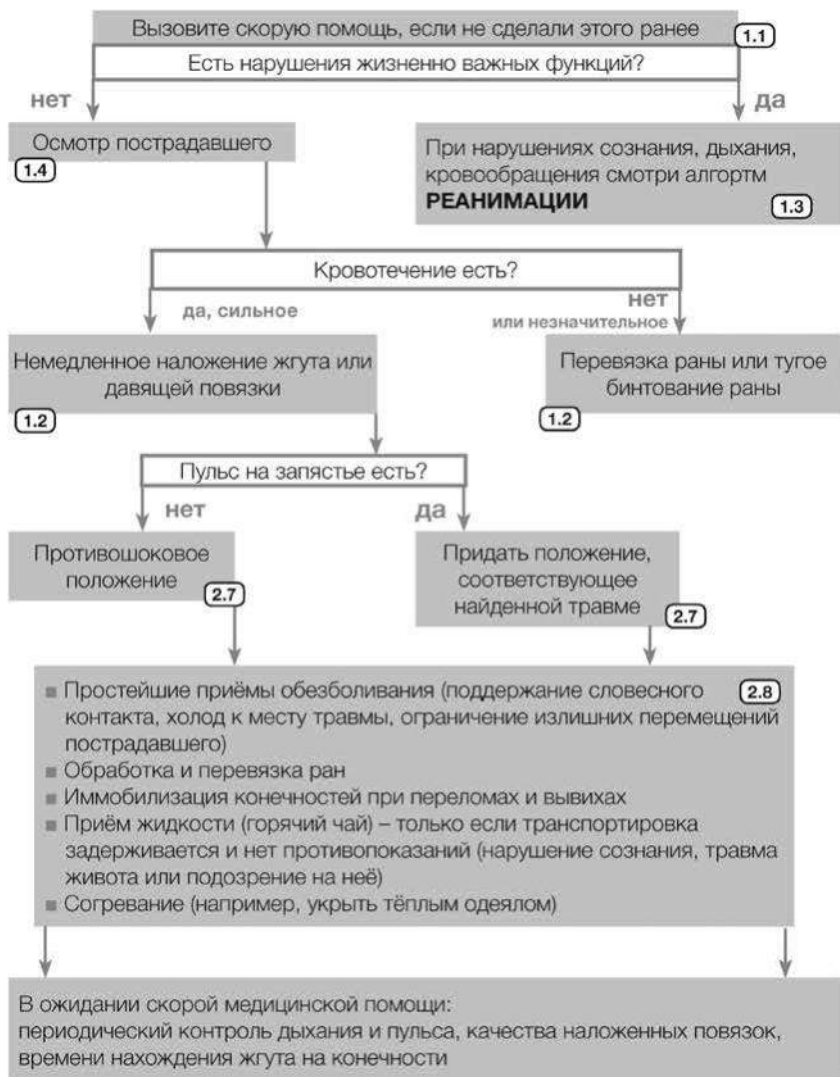 Вызовите скорую помощь, если не сделали этого ранее
1.1
Есть нарушения жизненно важных функций?
нет
да
Осмотр пострадавшего
1.4
При нарушениях сознания, дыхания,
кровообращения смотри алгортм
РЕАНИМАЦИИ
1.3
Кровотечение есть?
да, сильное
нет
или незначительное
Немедленное наложение жгута или
давящей повязки
1.2
Перевязка раны или тугое
бинтование раны
1.2
Пульс на запястье есть?
нет
да
Противошоковое
положение
2.7
Придать положение,
соответствующее
найденной травме
2.7
Простейшие приёмы обезболивания (поддержание словесного
2.8
контакта, холод к месту травмы, ограничение излишних перемещений
пострадавшего)
Обработка и перевязка ран
Иммобилизация конечностей при переломах и вывихах
Приём жидкости (горячий чай) – только если транспортировка
задерживается и нет противопоказаний (нарушение сознания, травма
живота или подозрение на неё)
Согревание (например, укрыть тёплым одеялом)
В ожидании скорой медицинской помощи:
периодический контроль дыхания и пульса, качества наложенных повязок,
времени нахождения жгута на конечности